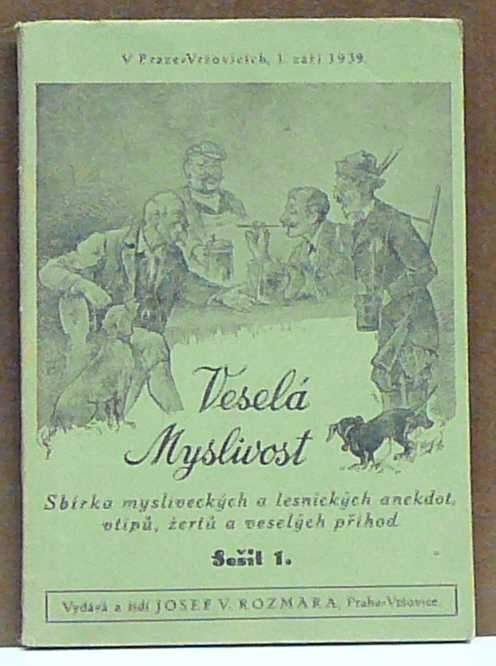 V Praze-Vršovicích, 1. září 1939.
Veselá
Myslivost
Sbírka mysliveckých a lesnických anekdot,
vtipů, žertů a veselých příhod
Sešit 1.
Vydává a řídí JOSEF V. ROZMARA, Praha-Vršovice.